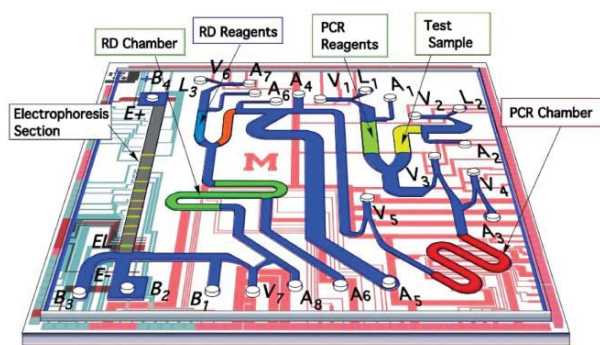 RD Chamber
RD Reagents
PCR
Reagents
Test
Sample
PCR Chamber
Electrophoresis
Section
B4
E+
L3
V6
A7
A6
A4
V1
L1
A1
V2
L2
A2
V3
V4
A3
V5
M
EL
E-
B3
B2
B1
V7
A8
A6
A5